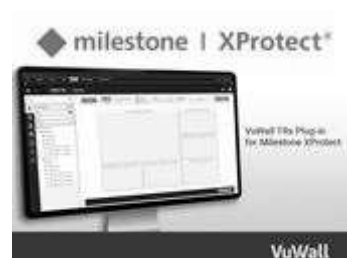 milestone | XProtect®
VuWall TRx Plug-in
for Milestone XProtect
VuWall